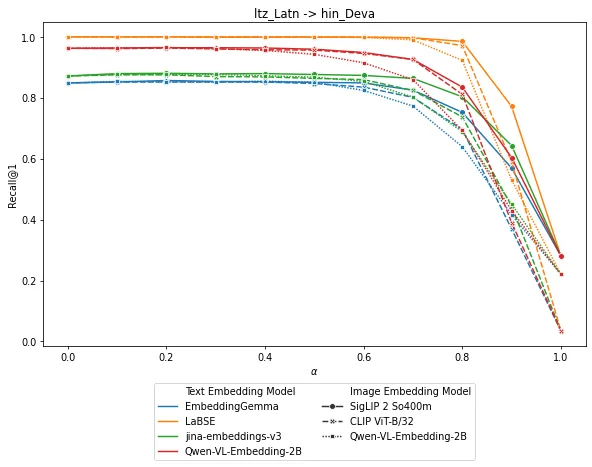 ltz_Latn -> hin_Deva
Recall@1
1.0
0.8
0.6
0.4
0.2
0.0
0.0 0.2 0.4 0.6 0.8 1.0
α
Text Embedding Model
EmbeddingGemma
LaBSE
jina-embeddings-v3
Qwen-VL-Embedding-2B
Image Embedding Model
SigLIP 2 So400m
CLIP ViT-B/32
Qwen-VL-Embedding-2B